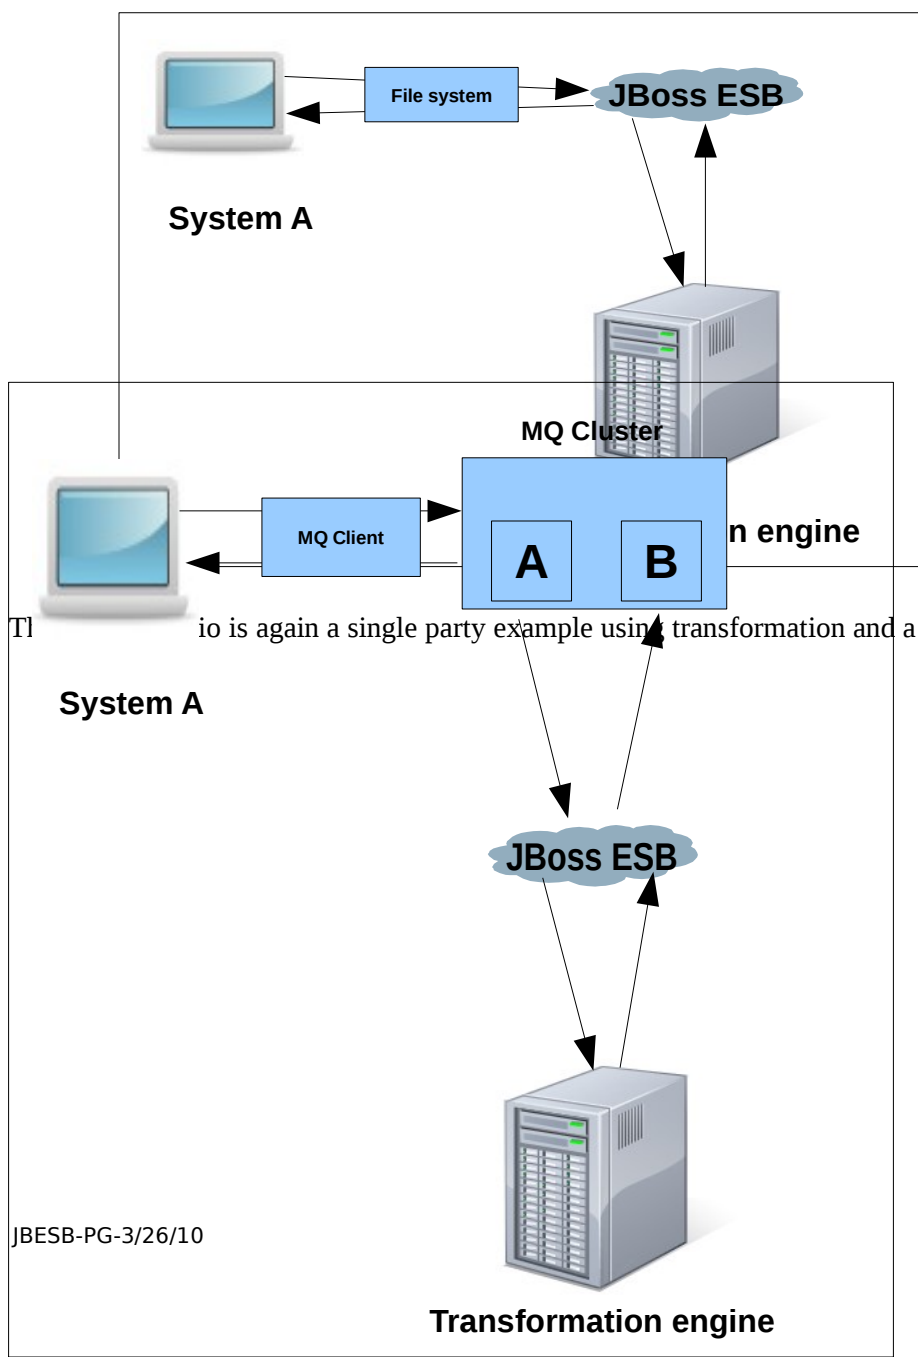 File system
JBoss ESB
System A
MQ Cluster
n engine
MQ Client
A
B
io is again a single party example using transformation and a
System A
JBoss ESB
JBESB-PG-3/26/10
Transformation engine